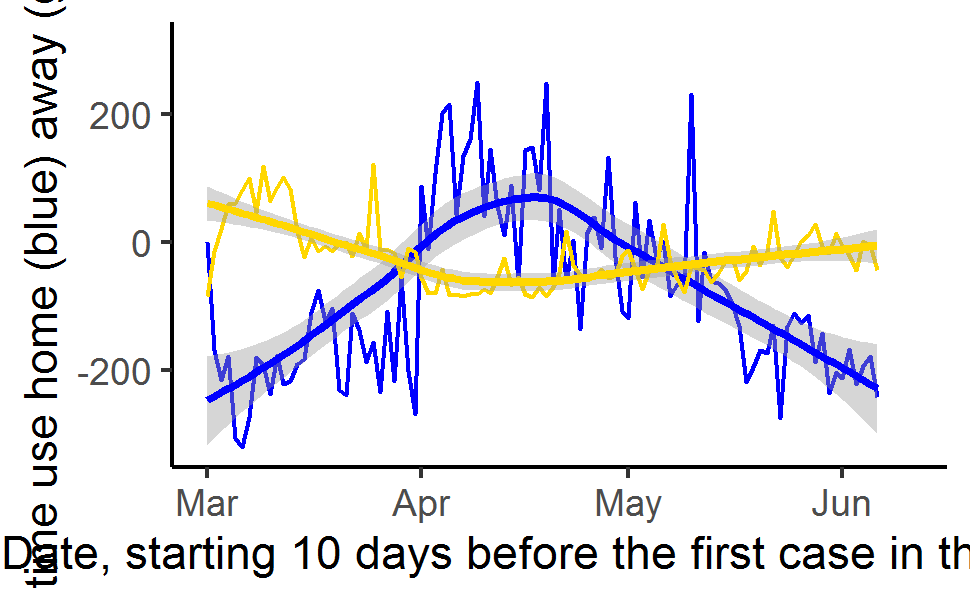 time use home (blue) away (
200
0
-200
Mar Apr May Jun
Date, starting 10 days before the first case in th